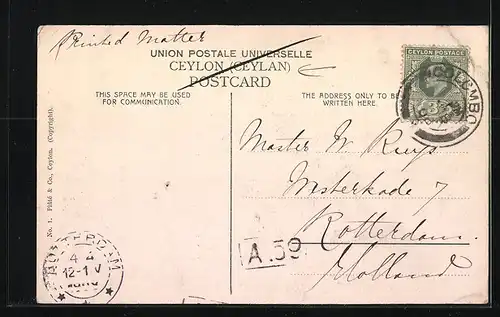 Printed Matter
UNION POSTALE UNIVERSELLE
CEYLON (CEYLAN)
POSTCARD
THIS SPACE MAY BE USED
FOR COMMUNICATION.
THE ADDRESS ONLY TO BE
WRITTEN HERE.
CEYLON POSTAGE
COLOMBO
Master W. Ruys
Westerkade 7
Rotterdam.
Holland
No. 1. Plâté & Co., Ceylon. (Copyright).
ROTTERDAM
4 4
12-1 V
A.59